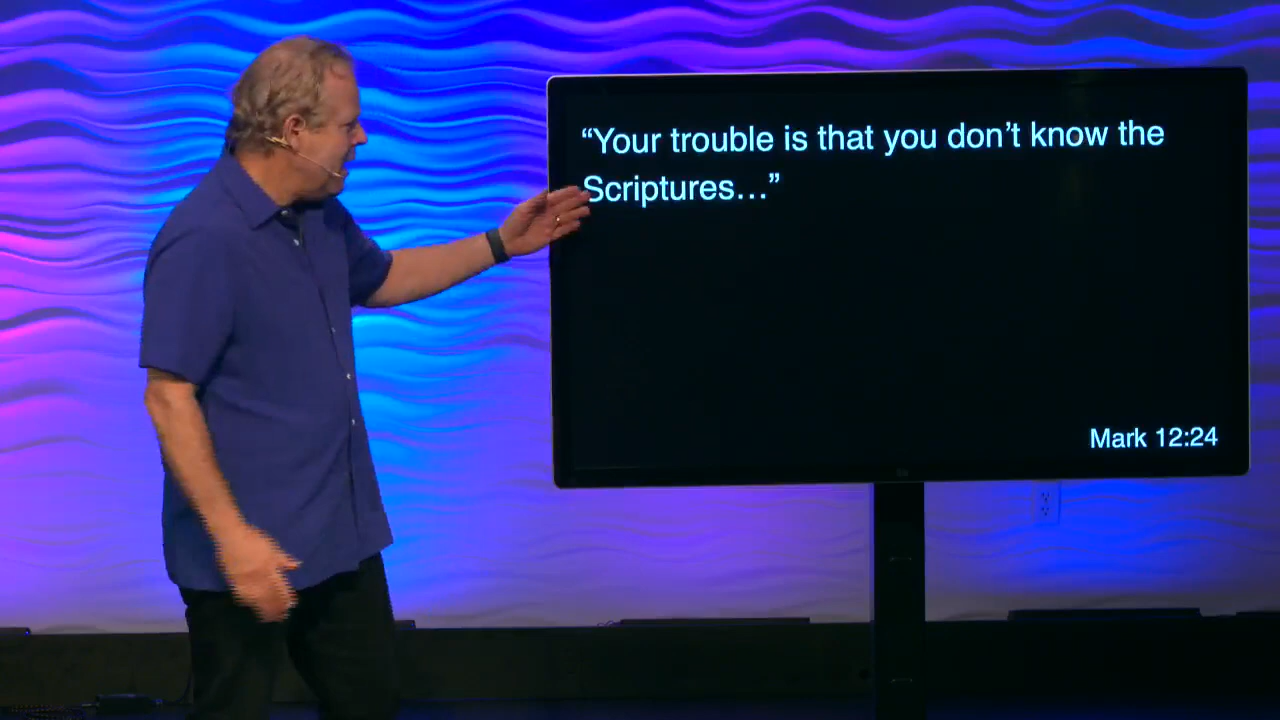 “Your trouble is that you don’t know the
Scriptures...”
Mark 12:24